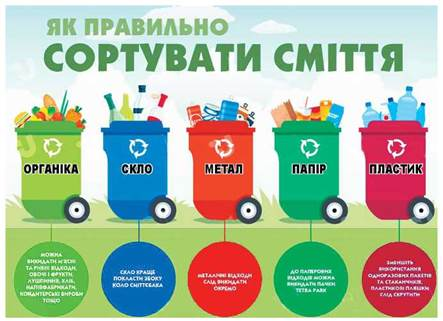 ЯК ПРАВИЛЬНО
СОРТУВАТИ СМІТТЯ
ОРГАНІКА
СКЛО
МЕТАЛ
ПАПІР
ПЛАСТИК
МОЖНА
ВИКИДАТИ М'ЯСНІ
ТА РИБНІ ВІДХОДИ,
ОВОЧІ І ФРУКТИ,
ЛУШПИННЯ, ХЛІБ,
НАПІВФАБРИКАТИ,
КОНДИТЕРСЬКІ ВИРОБИ
ТОЩО
СКЛО КРАЩЕ
ПОКЛАСТИ ЗБОКУ
КОЛО СМІТТЄБАКА
МЕТАЛІЧНІ ВІДХОДИ
СЛІД ВИКИДАТИ
ОКРЕМО
ДО ПАПЕРОВИХ
ВІДХОДІВ МОЖНА
ВИКИДАТИ ПАЧКИ
TETRA PARK
ЗМЕНШІТЬ
ВИКОРИСТАННЯ
ОДНОРАЗОВИХ ПАКЕТІВ
ТА СТАКАНЧИКІВ,
ПЛАСТИКОВІ ПЛЯШКИ
СЛІД СКРУТИТИ